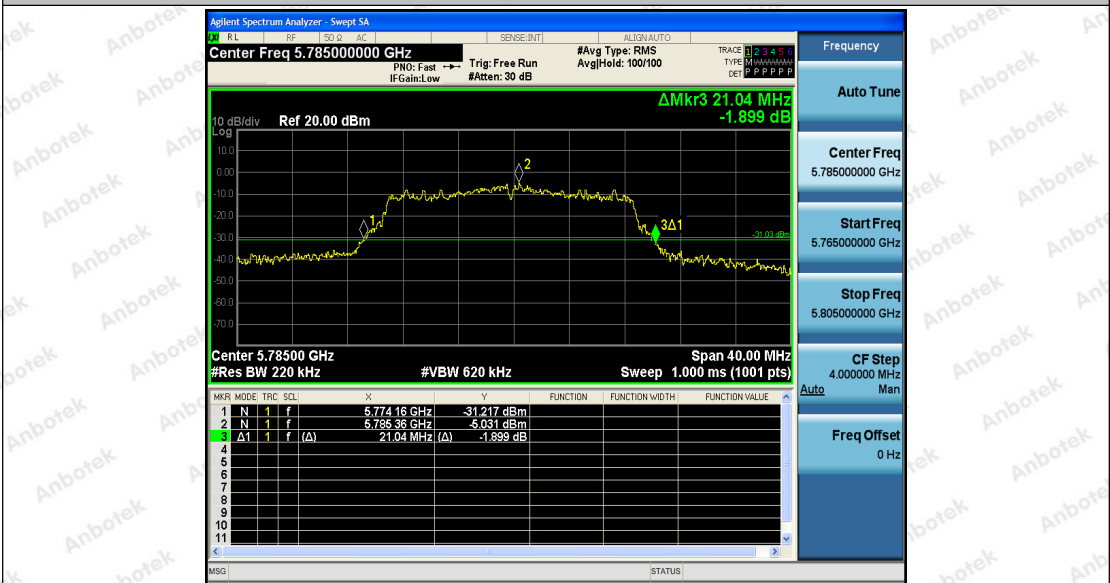 Agilent Spectrum Analyzer - Swept SA
RL RF 50 Ω AC SENSE:INT ALIGNAUTO
Center Freq 5.785000000 GHz
PNO: Fast
IFGain:Low
Trig: Free Run
#Atten: 30 dB
#Avg Type: RMS
Avg|Hold: 100/100
TRACE 1 2 3 4 5 6
TYPE M WWWWW
DET P P P P P P
Frequency
ΔMkr3 21.04 MHz
-1.899 dB
10 dB/div Ref 20.00 dBm
Log
10.0
0.00
-10.0
-20.0
-30.0
-40.0
-50.0
-60.0
-70.0
1
2
3Δ1
-31.03 dBm
Center 5.78500 GHz Span 40.00 MHz
#Res BW 220 kHz #VBW 620 kHz Sweep 1.000 ms (1001 pts)
MKR MODE TRC SCL X Y FUNCTION FUNCTION WIDTH FUNCTION VALUE
1 N 1 f 5.774 16 GHz -31.217 dBm
2 N 1 f 5.785 36 GHz -5.031 dBm
3 Δ1 1 f (Δ) 21.04 MHz (Δ) -1.899 dB
4
5
6
7
8
9
10
11
MSG STATUS
Auto Tune
Center Freq
5.785000000 GHz
Start Freq
5.765000000 GHz
Stop Freq
5.805000000 GHz
CF Step
4.000000 MHz
Auto Man
Freq Offset
0 Hz
Anbotek